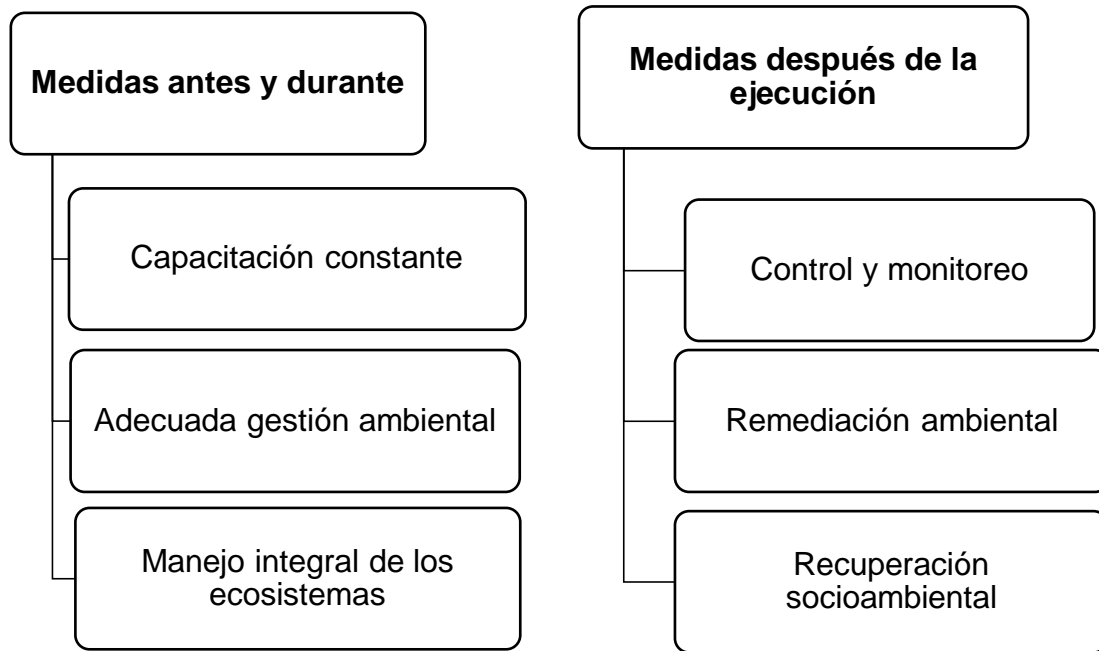 Medidas antes y durante
Capacitación constante
Adecuada gestión ambiental
Manejo integral de los
ecosistemas
Medidas después de la
ejecución
Control y monitoreo
Remediación ambiental
Recuperación
socioambiental